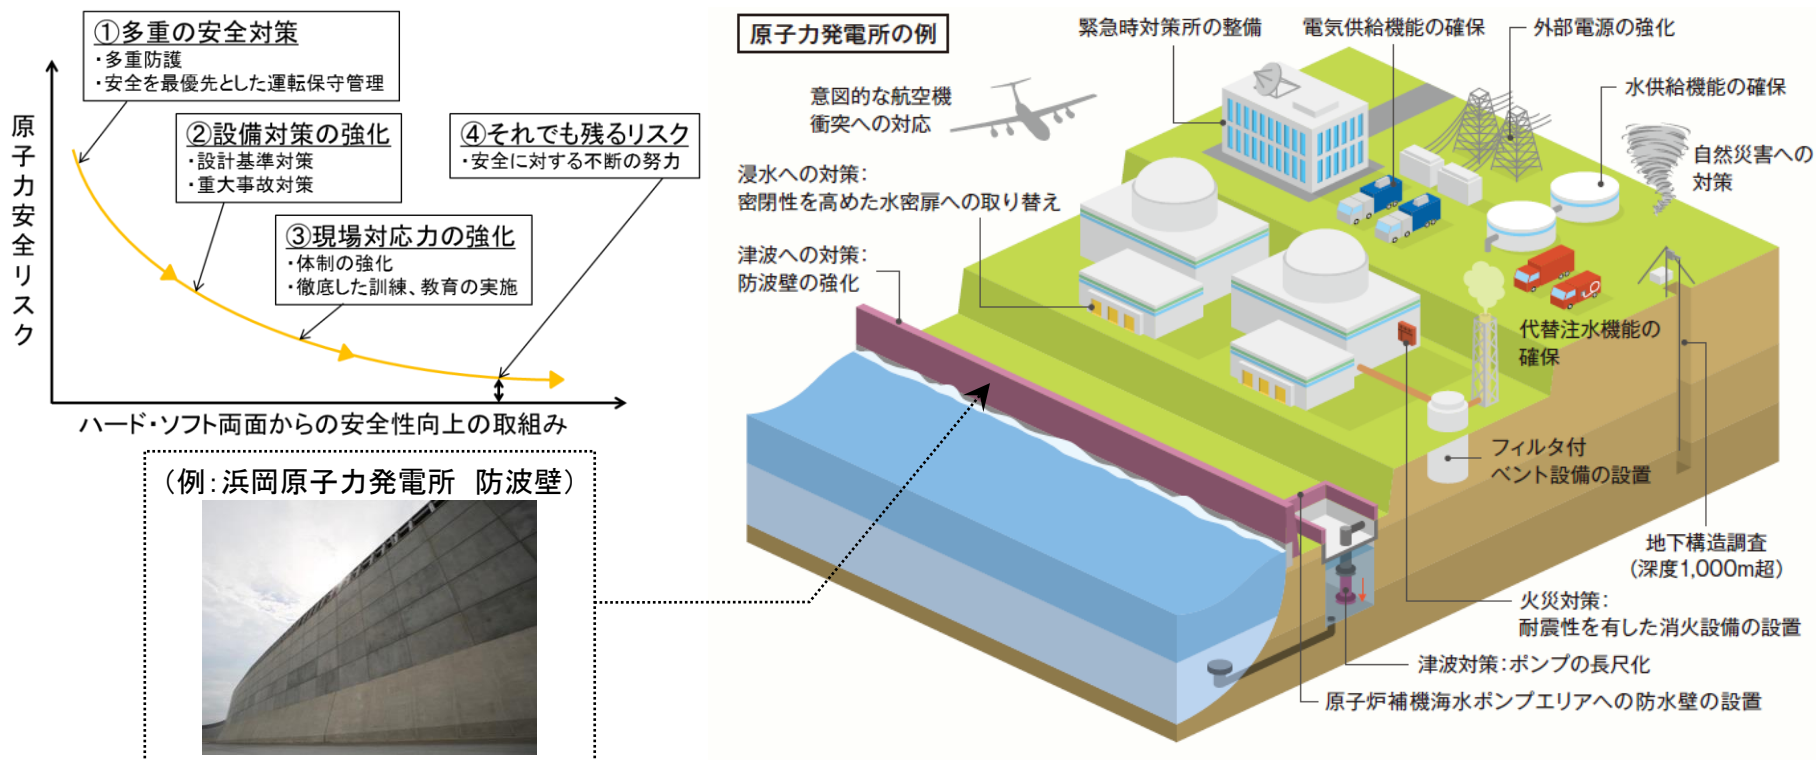 ①多重の安全対策
・多重防護
・安全を最優先とした運転保守管理
②設備対策の強化
・設計基準対策
・重大事故対策
③現場対応力の強化
・体制の強化
・徹底した訓練、教育の実施
④それでも残るリスク
・安全に対する不断の努力
原子力安全リスク
ハード・ソフト両面からの安全性向上の取組み
（例：浜岡原子力発電所　防波壁）
原子力発電所の例
緊急時対策所の整備
電気供給機能の確保
外部電源の強化
水供給機能の確保
意図的な航空機
衝突への対応
自然災害への
対策
浸水への対策：
密閉性を高めた水密扉への取り替え
津波への対策：
防波壁の強化
代替注水機能の
確保
フィルタ付
ベント設備の設置
地下構造調査
（深度1,000m超）
火災対策：
耐震性を有した消火設備の設置
津波対策：ポンプの長尺化
原子炉補機海水ポンプエリアへの防水壁の設置